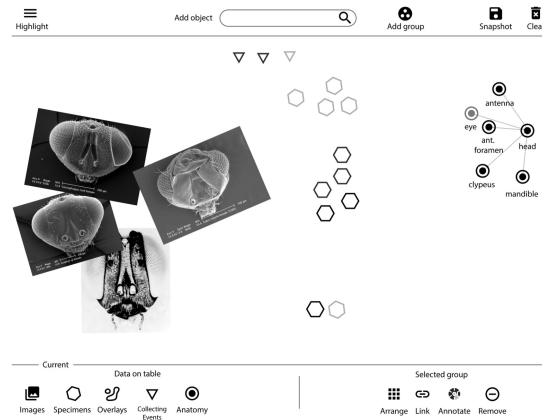 Highlight
Add object
Add group
Snapshot
Clea
antenna
eye
ant.
foramen
head
clypeus
mandible
Current
Data on table
Selected group
Images
Specimens
Overlays
Collecting
Events
Anatomy
Arrange
Link
Annotate
Remove